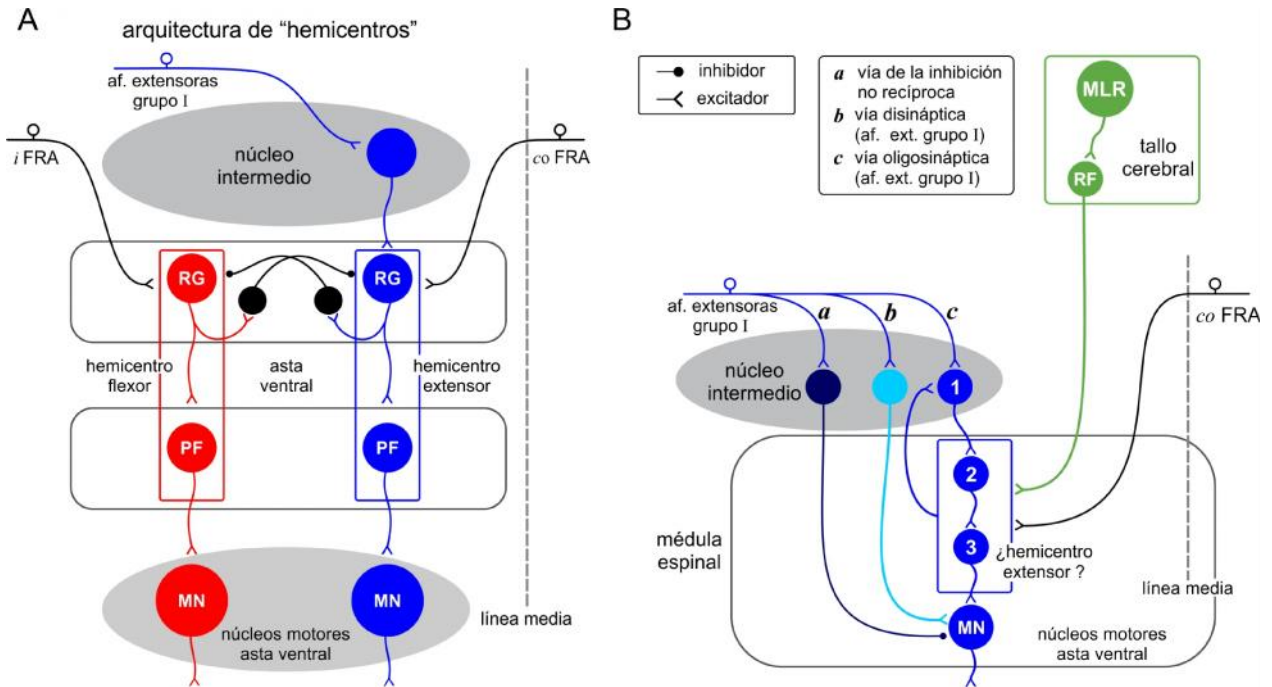 A
arquitectura de “hemicentros”
af. extensoras
grupo I
i FRA
co FRA
núcleo
intermedio
RG
RG
hemicentro
flexor
asta
ventral
hemicentro
extensor
PF
PF
MN
MN
línea media
núcleos motores
asta ventral
B
inhibidor
excitador
a vía de la inhibición
no recíproca
b vía disináptica
(af. ext. grupo I)
c vía oligosináptica
(af. ext. grupo I)
MLR
tallo
cerebral
RF
af. extensoras
grupo I
a
b
c
co FRA
núcleo
intermedio
1
2
médula
espinal
3
¿hemicentro
extensor ?
línea media
MN
núcleos motores
asta ventral